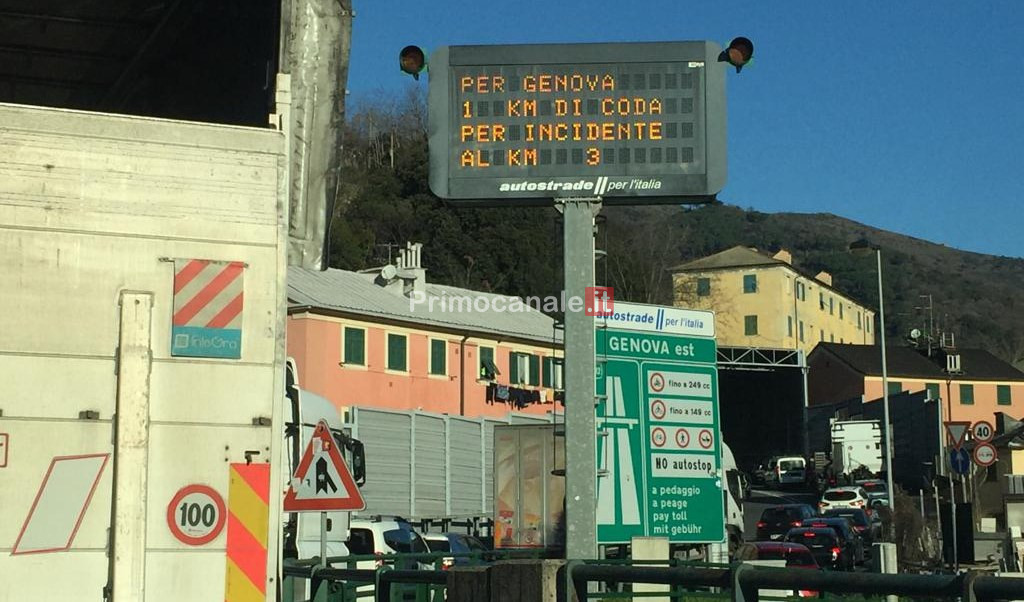 PER GENOVA
1 KM DI CODA
PER INCIDENTE
AL KM 3
autostrade//per l'italia
Primocanale.it
autostrade//per l'italia
GENOVA est
fino a 249 cc
fino a 149 cc
NO autostop
a pedaggio
a peage
pay toll
mit gebühr
100
40